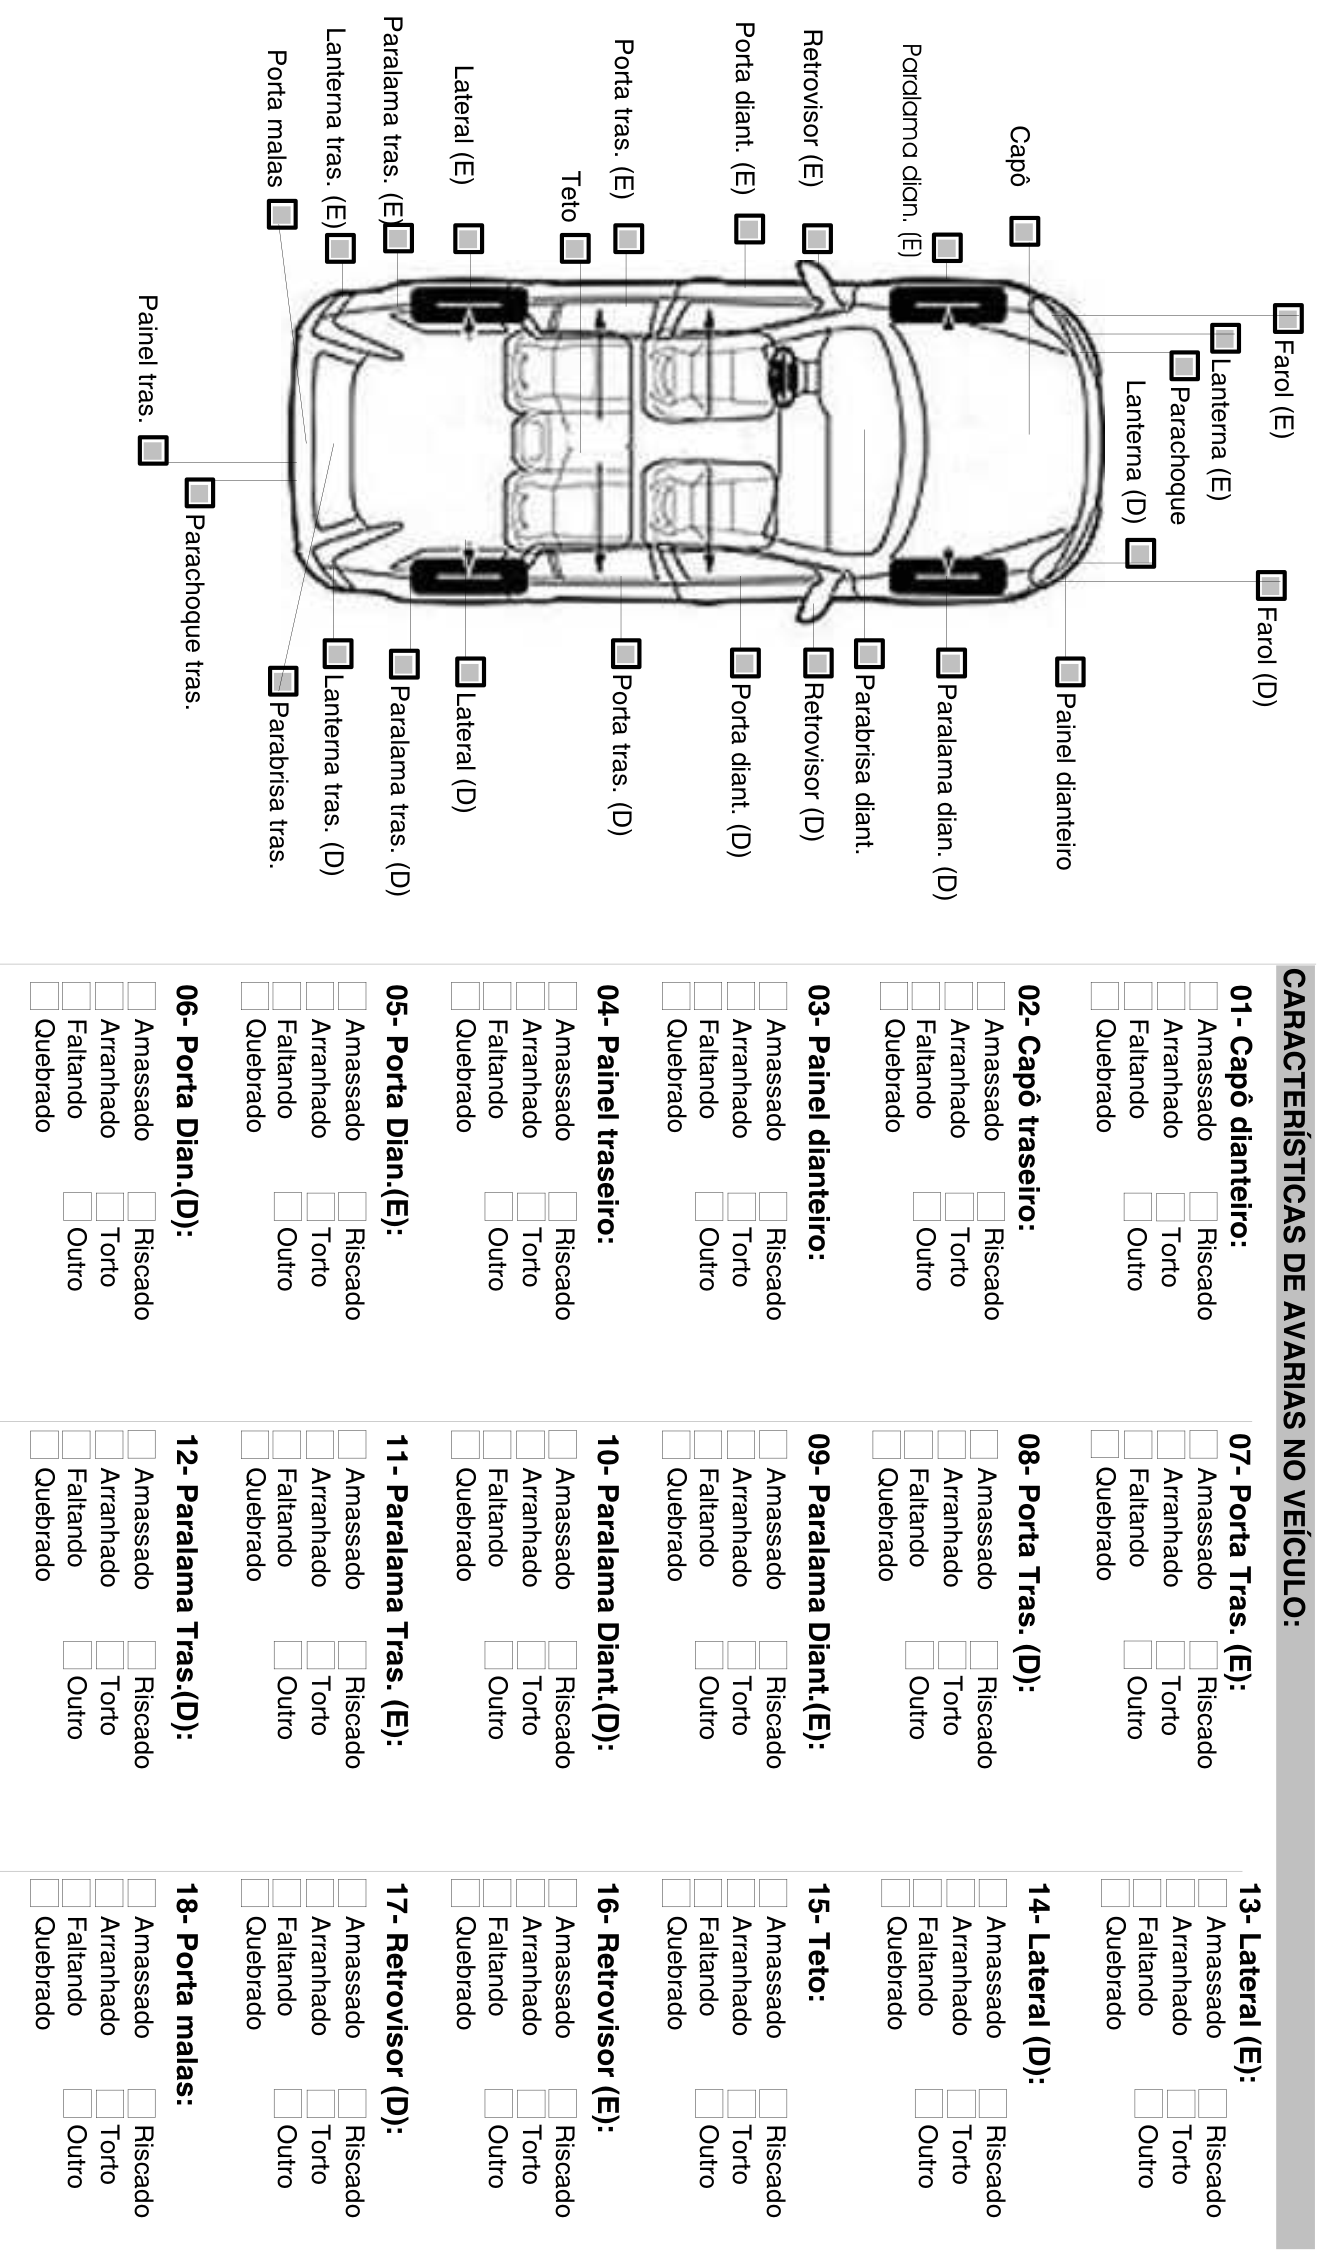 Farol (E)
Lanterna (E)
Parachoque
Lanterna (D)
Farol (D)
Capô
Painel dianteiro
Paralama dian. (E)
Paralama dian. (D)
Parabrisa diant.
Retrovisor (E)
Retrovisor (D)
Porta diant. (E)
Porta diant. (D)
Porta tras. (E)
Porta tras. (D)
Teto
Lateral (E)
Lateral (D)
Paralama tras. (E)
Paralama tras. (D)
Lanterna tras. (E)
Lanterna tras. (D)
Porta malas
Parabrisa tras.
Parachoque tras.
Painel tras.
CARACTERÍSTICAS DE AVARIAS NO VEÍCULO:
01- Capô dianteiro:
Amassado Riscado
Arranhado Torto
Faltando Outro
Quebrado
02- Capô traseiro:
Amassado Riscado
Arranhado Torto
Faltando Outro
Quebrado
03- Painel dianteiro:
Amassado Riscado
Arranhado Torto
Faltando Outro
Quebrado
04- Painel traseiro:
Amassado Riscado
Arranhado Torto
Faltando Outro
Quebrado
05- Porta Dian.(E):
Amassado Riscado
Arranhado Torto
Faltando Outro
Quebrado
06- Porta Dian.(D):
Amassado Riscado
Arranhado Torto
Faltando Outro
Quebrado
07- Porta Tras. (E):
Amassado Riscado
Arranhado Torto
Faltando Outro
Quebrado
08- Porta Tras. (D):
Amassado Riscado
Arranhado Torto
Faltando Outro
Quebrado
09- Paralama Diant.(E):
Amassado Riscado
Arranhado Torto
Faltando Outro
Quebrado
10- Paralama Diant.(D):
Amassado Riscado
Arranhado Torto
Faltando Outro
Quebrado
11- Paralama Tras. (E):
Amassado Riscado
Arranhado Torto
Faltando Outro
Quebrado
12- Paralama Tras.(D):
Amassado Riscado
Arranhado Torto
Faltando Outro
Quebrado
13- Lateral (E):
Amassado Riscado
Arranhado Torto
Faltando Outro
Quebrado
14- Lateral (D):
Amassado Riscado
Arranhado Torto
Faltando Outro
Quebrado
15- Teto:
Amassado Riscado
Arranhado Torto
Faltando Outro
Quebrado
16- Retrovisor (E):
Amassado Riscado
Arranhado Torto
Faltando Outro
Quebrado
17- Retrovisor (D):
Amassado Riscado
Arranhado Torto
Faltando Outro
Quebrado
18- Porta malas:
Amassado Riscado
Arranhado Torto
Faltando Outro
Quebrado